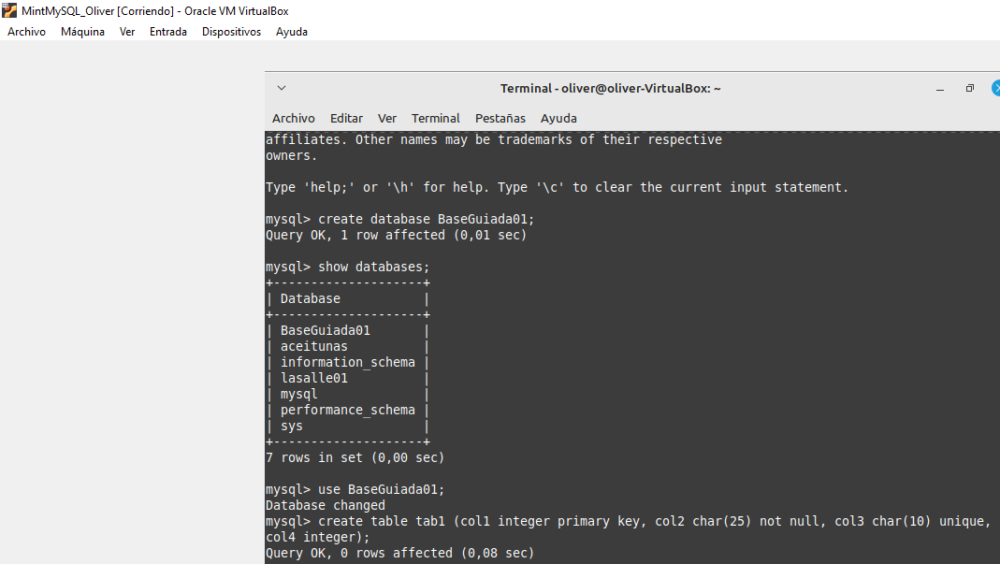 MintMySQL_Oliver [Corriendo] - Oracle VM VirtualBox
Archivo Máquina Ver Entrada Dispositivos Ayuda
Terminal - oliver@oliver-VirtualBox: ~
Archivo Editar Ver Terminal Pestañas Ayuda
affiliates. Other names may be trademarks of their respective
owners.
Type 'help;' or '\h' for help. Type '\c' to clear the current input statement.
mysql> create database BaseGuiada01;
Query OK, 1 row affected (0,01 sec)
mysql> show databases;
+--------------------+
| Database           |
+--------------------+
| BaseGuiada01       |
| aceitunas          |
| information_schema |
| lasalle01          |
| mysql              |
| performance_schema |
| sys                |
+--------------------+
7 rows in set (0,00 sec)
mysql> use BaseGuiada01;
Database changed
mysql> create table tab1 (col1 integer primary key, col2 char(25) not null, col3 char(10) unique,
col4 integer);
Query OK, 0 rows affected (0,08 sec)